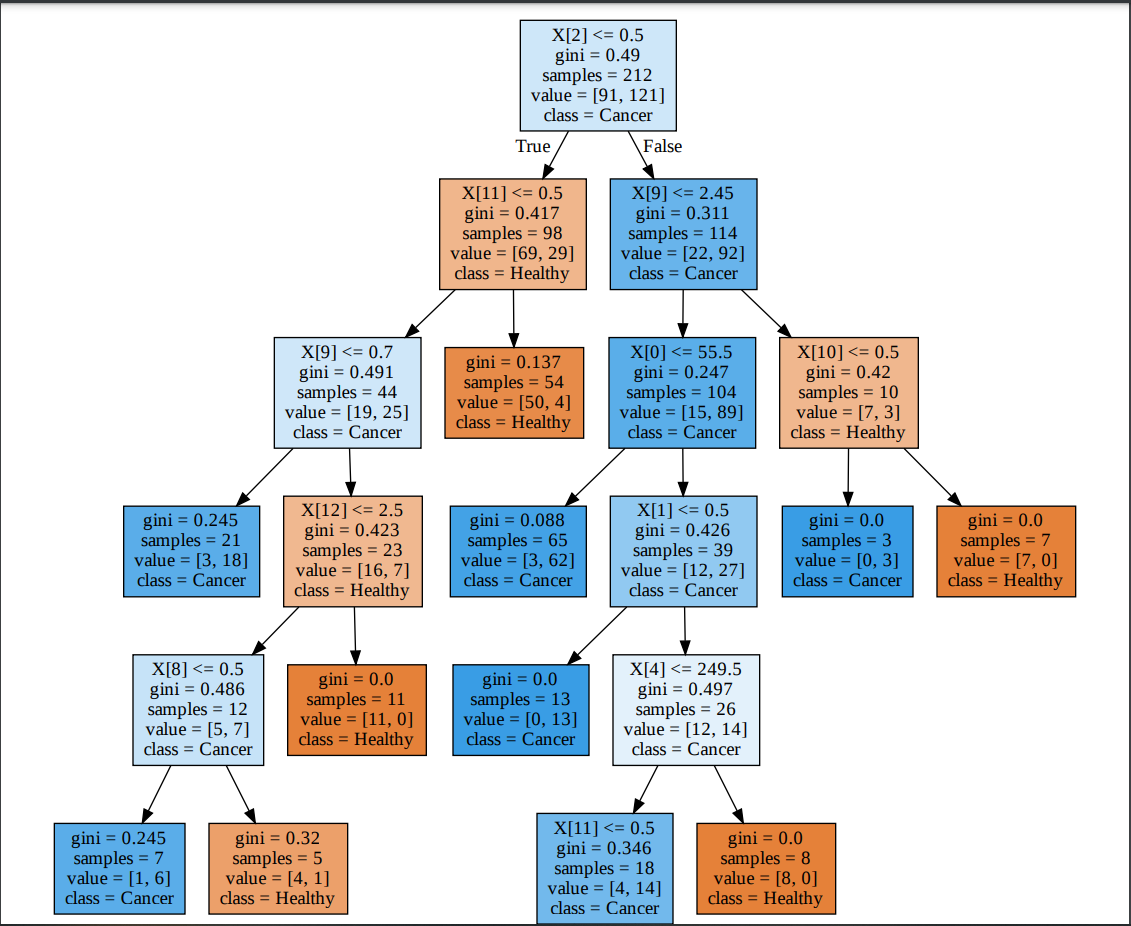 X[2] <= 0.5
gini = 0.49
samples = 212
value = [91, 121]
class = Cancer
True
False
X[11] <= 0.5
gini = 0.417
samples = 98
value = [69, 29]
class = Healthy
X[9] <= 2.45
gini = 0.311
samples = 114
value = [22, 92]
class = Cancer
X[9] <= 0.7
gini = 0.491
samples = 44
value = [19, 25]
class = Cancer
gini = 0.137
samples = 54
value = [50, 4]
class = Healthy
X[0] <= 55.5
gini = 0.247
samples = 104
value = [15, 89]
class = Cancer
X[10] <= 0.5
gini = 0.42
samples = 10
value = [7, 3]
class = Healthy
gini = 0.245
samples = 21
value = [3, 18]
class = Cancer
X[12] <= 2.5
gini = 0.423
samples = 23
value = [16, 7]
class = Healthy
gini = 0.088
samples = 65
value = [3, 62]
class = Cancer
X[1] <= 0.5
gini = 0.426
samples = 39
value = [12, 27]
class = Cancer
gini = 0.0
samples = 3
value = [0, 3]
class = Cancer
gini = 0.0
samples = 7
value = [7, 0]
class = Healthy
X[8] <= 0.5
gini = 0.486
samples = 12
value = [5, 7]
class = Cancer
gini = 0.0
samples = 11
value = [11, 0]
class = Healthy
gini = 0.0
samples = 13
value = [0, 13]
class = Cancer
X[4] <= 249.5
gini = 0.497
samples = 26
value = [12, 14]
class = Cancer
gini = 0.245
samples = 7
value = [1, 6]
class = Cancer
gini = 0.32
samples = 5
value = [4, 1]
class = Healthy
X[11] <= 0.5
gini = 0.346
samples = 18
value = [4, 14]
class = Cancer
gini = 0.0
samples = 8
value = [8, 0]
class = Healthy